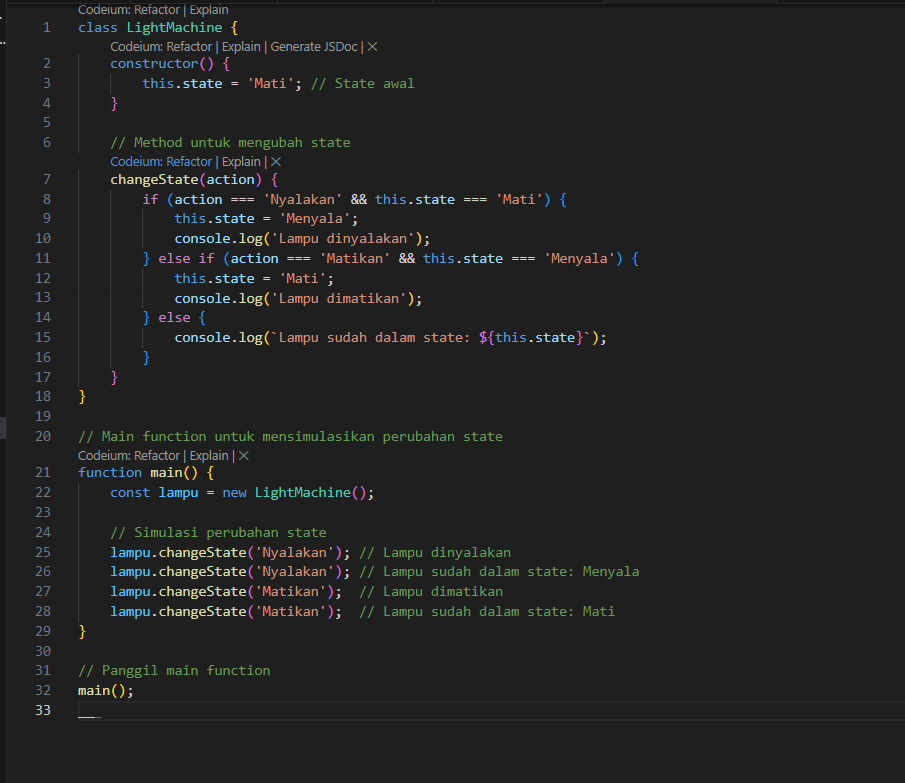 Codeium: Refactor | Explain
1 class LightMachine {
Codeium: Refactor | Explain | Generate JSDoc | ×
2     constructor() {
3         this.state = 'Mati'; // State awal
4     }
5
6     // Method untuk mengubah state
Codeium: Refactor | Explain | ×
7     changeState(action) {
8         if (action === 'Nyalakan' && this.state === 'Mati') {
9             this.state = 'Menyala';
10             console.log('Lampu dinyalakan');
11         } else if (action === 'Matikan' && this.state === 'Menyala') {
12             this.state = 'Mati';
13             console.log('Lampu dimatikan');
14         } else {
15             console.log(`Lampu sudah dalam state: ${this.state}`);
16         }
17     }
18 }
19
20 // Main function untuk mensimulasikan perubahan state
Codeium: Refactor | Explain | ×
21 function main() {
22     const lampu = new LightMachine();
23
24     // Simulasi perubahan state
25     lampu.changeState('Nyalakan'); // Lampu dinyalakan
26     lampu.changeState('Nyalakan'); // Lampu sudah dalam state: Menyala
27     lampu.changeState('Matikan');  // Lampu dimatikan
28     lampu.changeState('Matikan');  // Lampu sudah dalam state: Mati
29 }
30
31 // Panggil main function
32 main();
33